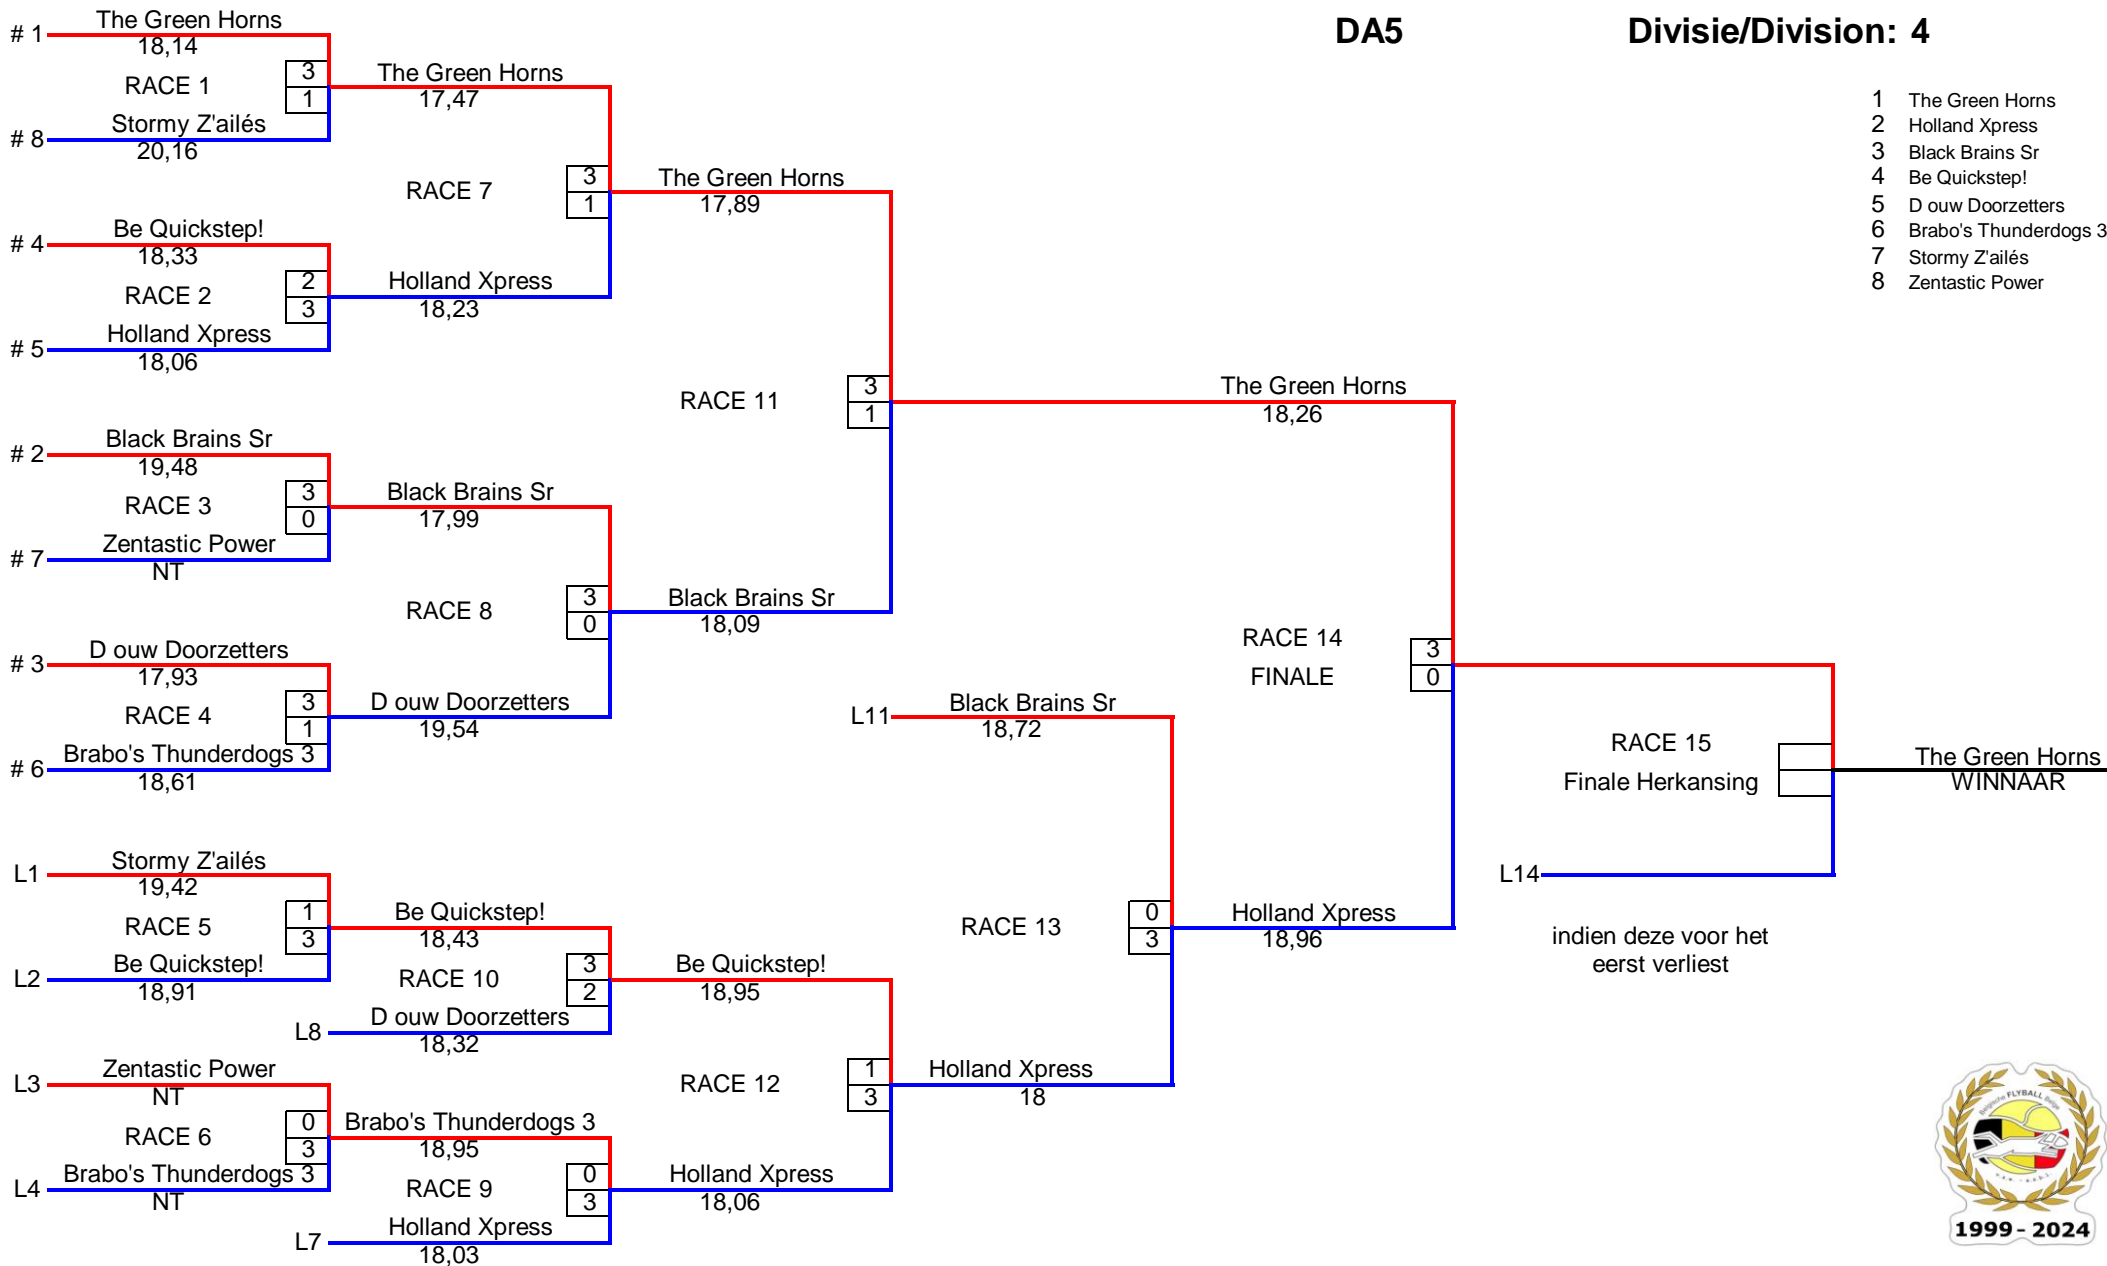 DA5
Divisie/Division: 4
1 The Green Horns
2 Holland Xpress
3 Black Brains Sr
4 Be Quickstep!
5 D ouw Doorzetters
6 Brabo's Thunderdogs 3
7 Stormy Z'ailés
8 Zentastic Power
# 1 The Green Horns
18,14
RACE 1
3
1
# 8 Stormy Z'ailés
20,16
The Green Horns
17,47
RACE 7
3
1
# 4 Be Quickstep!
18,33
RACE 2
2
3
# 5 Holland Xpress
18,06
Holland Xpress
18,23
The Green Horns
17,89
RACE 11
3
1
# 2 Black Brains Sr
19,48
RACE 3
3
0
# 7 Zentastic Power
NT
Black Brains Sr
17,99
RACE 8
3
0
# 3 D ouw Doorzetters
17,93
RACE 4
3
1
# 6 Brabo's Thunderdogs 3
18,61
D ouw Doorzetters
19,54
Black Brains Sr
18,09
The Green Horns
18,26
RACE 14
FINALE
3
0
L11 Black Brains Sr
18,72
RACE 13
0
3
Holland Xpress
18,96
RACE 15
Finale Herkansing
The Green Horns
WINNAAR
L14
indien deze voor het
eerst verliest
L1 Stormy Z'ailés
19,42
RACE 5
1
3
L2 Be Quickstep!
18,91
Be Quickstep!
18,43
RACE 10
3
2
L8 D ouw Doorzetters
18,32
Be Quickstep!
18,95
RACE 12
1
3
Holland Xpress
18
L3 Zentastic Power
NT
RACE 6
0
3
L4 Brabo's Thunderdogs 3
NT
Brabo's Thunderdogs 3
18,95
RACE 9
0
3
L7 Holland Xpress
18,03
Holland Xpress
18,06
Belgische FLYBALL Belge
1999 - 2024